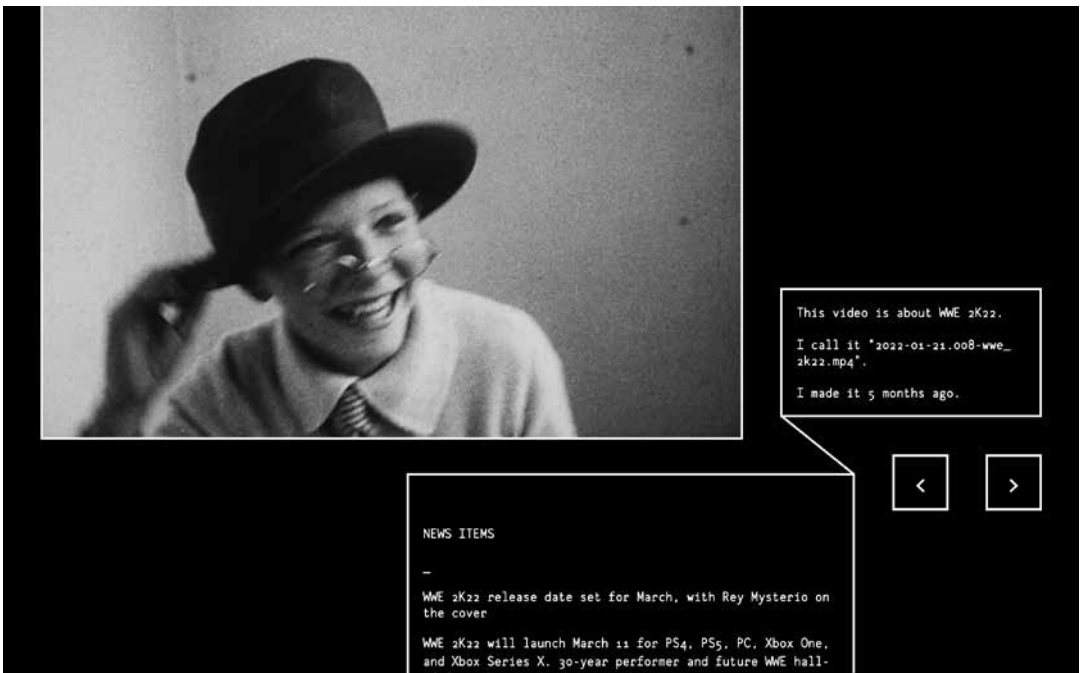 This video is about WWE 2K22.
I call it "2022-01-21.008-wwe_
2k22.mp4".
I made it 5 months ago.
<
>
NEWS ITEMS
—
WWE 2K22 release date set for March, with Rey Mysterio on
the cover
WWE 2K22 will launch March 11 for PS4, PS5, PC, Xbox One,
and Xbox Series X. 30-year performer and future WWE hall-